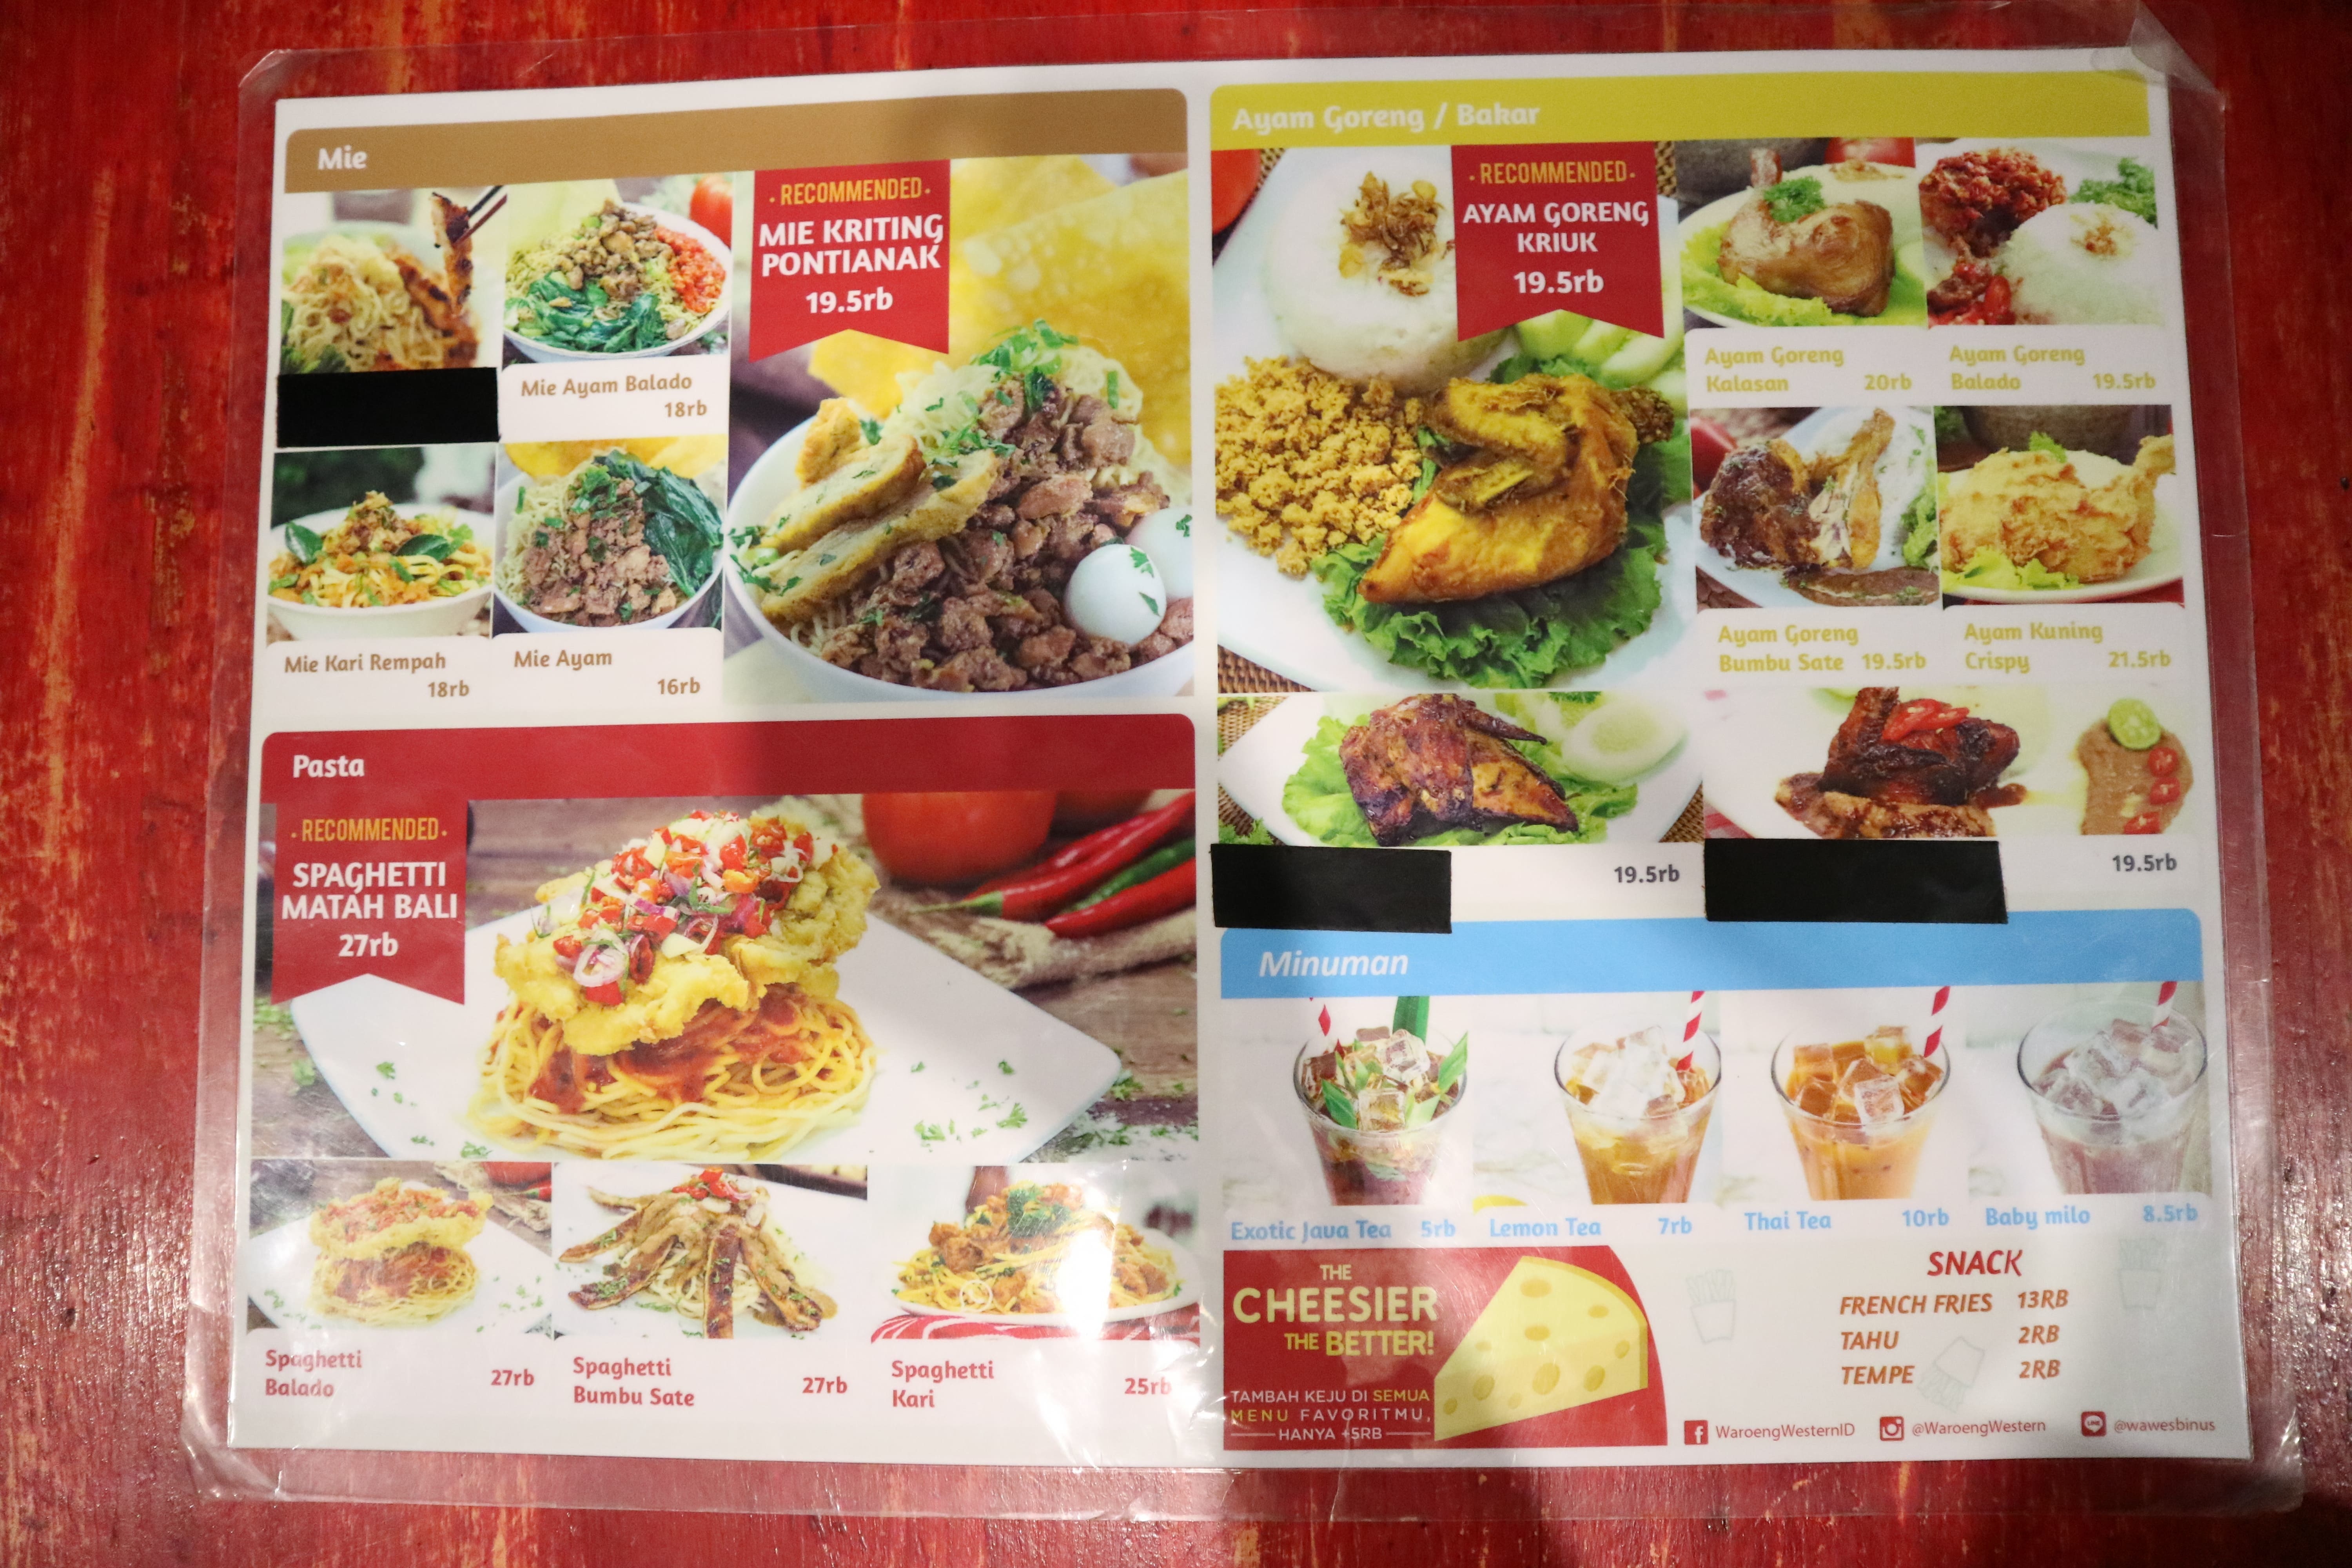 Mie
Mie Ayam Balado
18rb
Mie Kari Rempah
18rb
Mie Ayam
16rb
• RECOMMENDED •
MIE KRITING
PONTIANAK
19.5rb
Pasta
• RECOMMENDED •
SPAGHETTI
MATAH BALI
27rb
Spaghetti
Balado 27rb
Spaghetti
Bumbu Sate 27rb
Spaghetti
Kari 25rb
Ayam Goreng / Bakar
• RECOMMENDED •
AYAM GORENG
KRIUK
19.5rb
Ayam Goreng
Kalasan 20rb
Ayam Goreng
Balado 19.5rb
Ayam Goreng
Bumbu Sate 19.5rb
Ayam Kuning
Crispy 21.5rb
19.5rb
19.5rb
Minuman
Exotic Java Tea 5rb
Lemon Tea 7rb
Thai Tea 10rb
Baby milo 8.5rb
THE
CHEESIER
THE BETTER!
TAMBAH KEJU DI SEMUA
MENU FAVORITMU,
HANYA +5RB
SNACK
FRENCH FRIES 13RB
TAHU 2RB
TEMPE 2RB
WaroengWesternID
@WaroengWestern
LINE
@wawesbinus